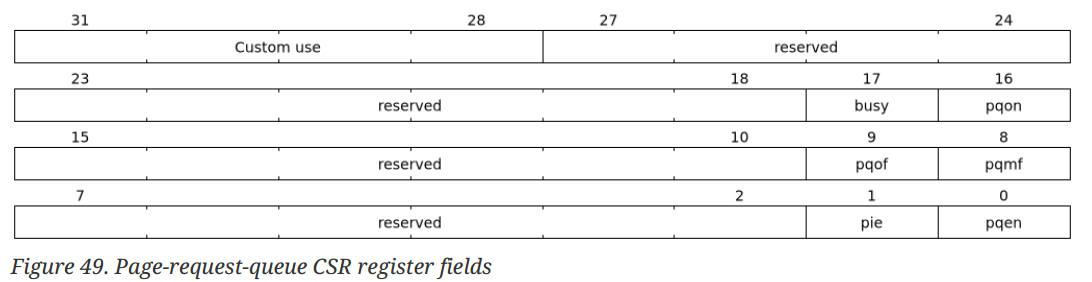 31 28 27 24
Custom use reserved
23 18 17 16
reserved busy pqon
15 10 9 8
reserved pqof pqmf
7 2 1 0
reserved pie pqen
Figure 49. Page-request-queue CSR register fields